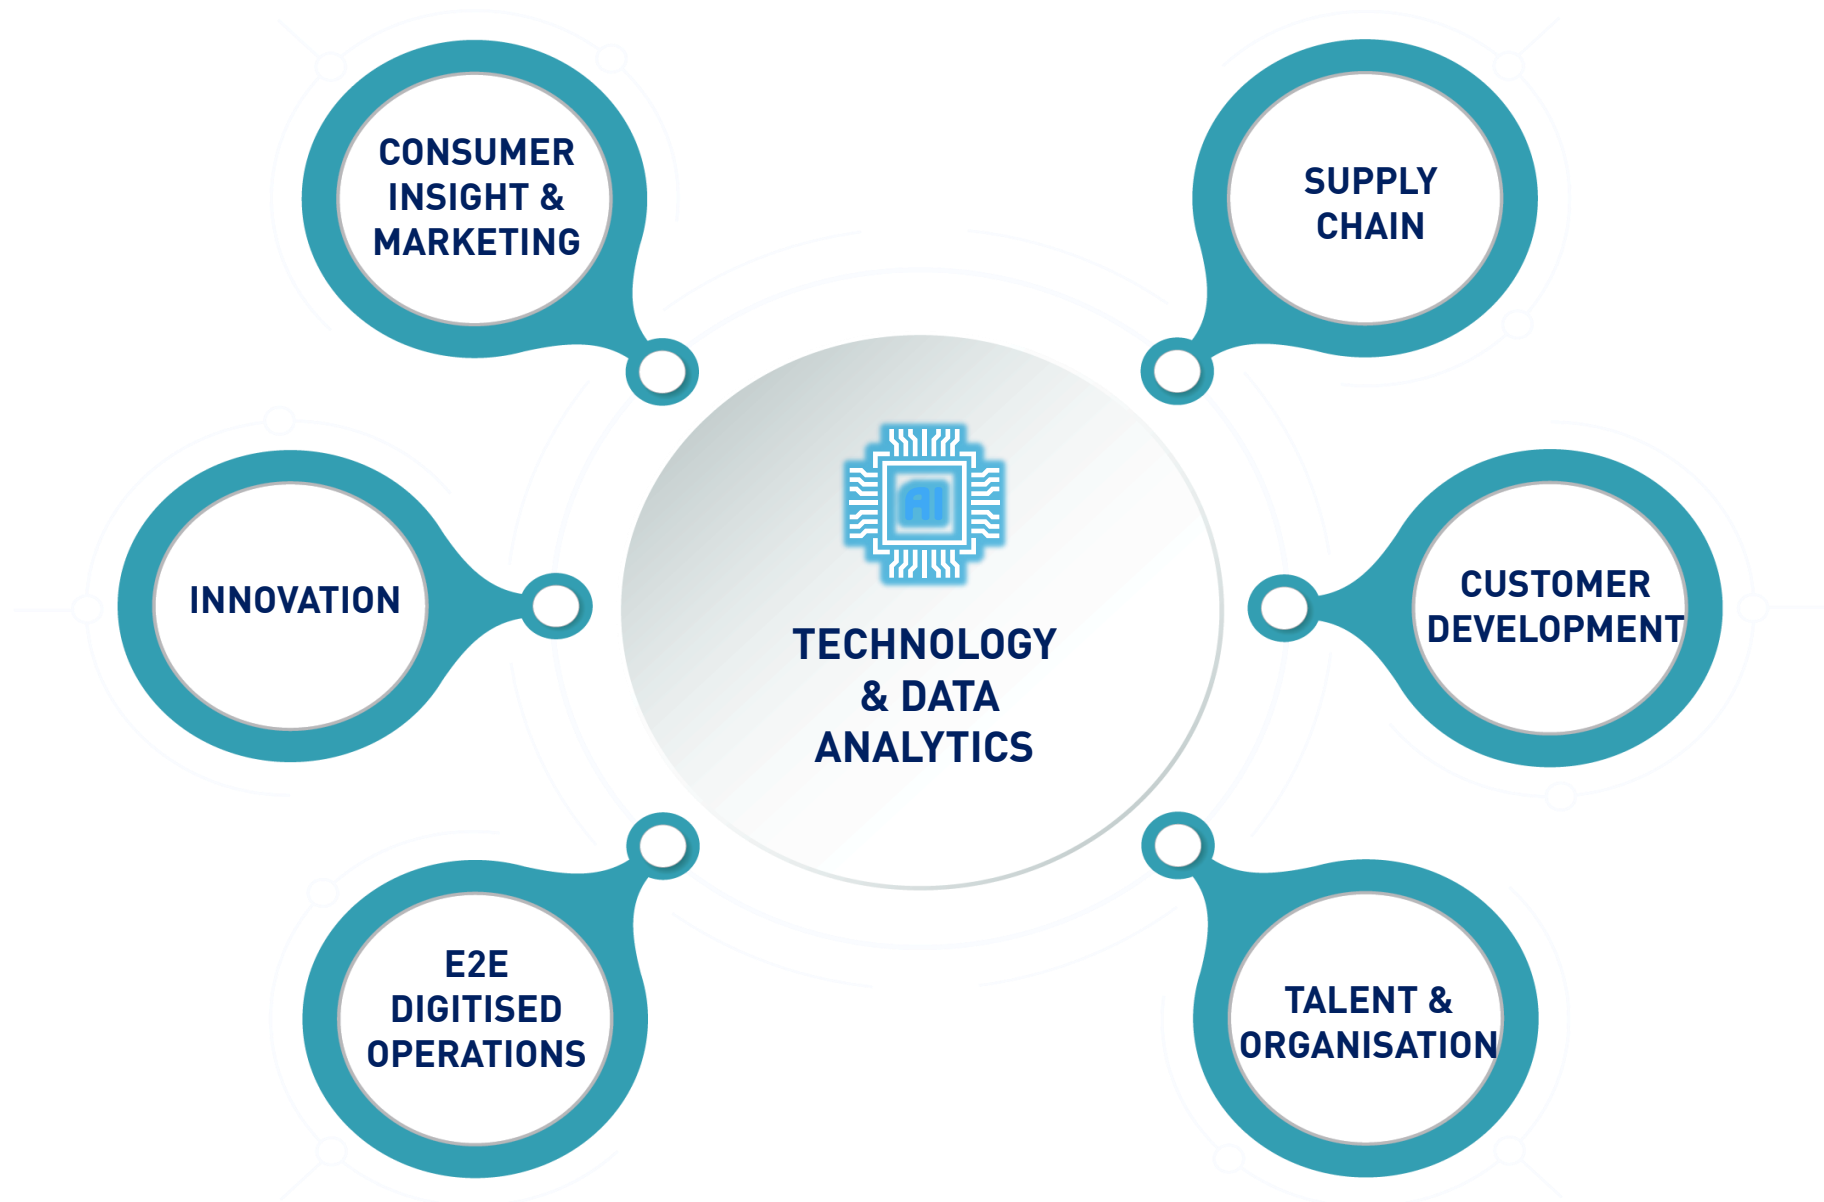 CONSUMER
INSIGHT &
MARKETING
SUPPLY
CHAIN
INNOVATION
AI
TECHNOLOGY
& DATA
ANALYTICS
CUSTOMER
DEVELOPMENT
E2E
DIGITISED
OPERATIONS
TALENT &
ORGANISATION